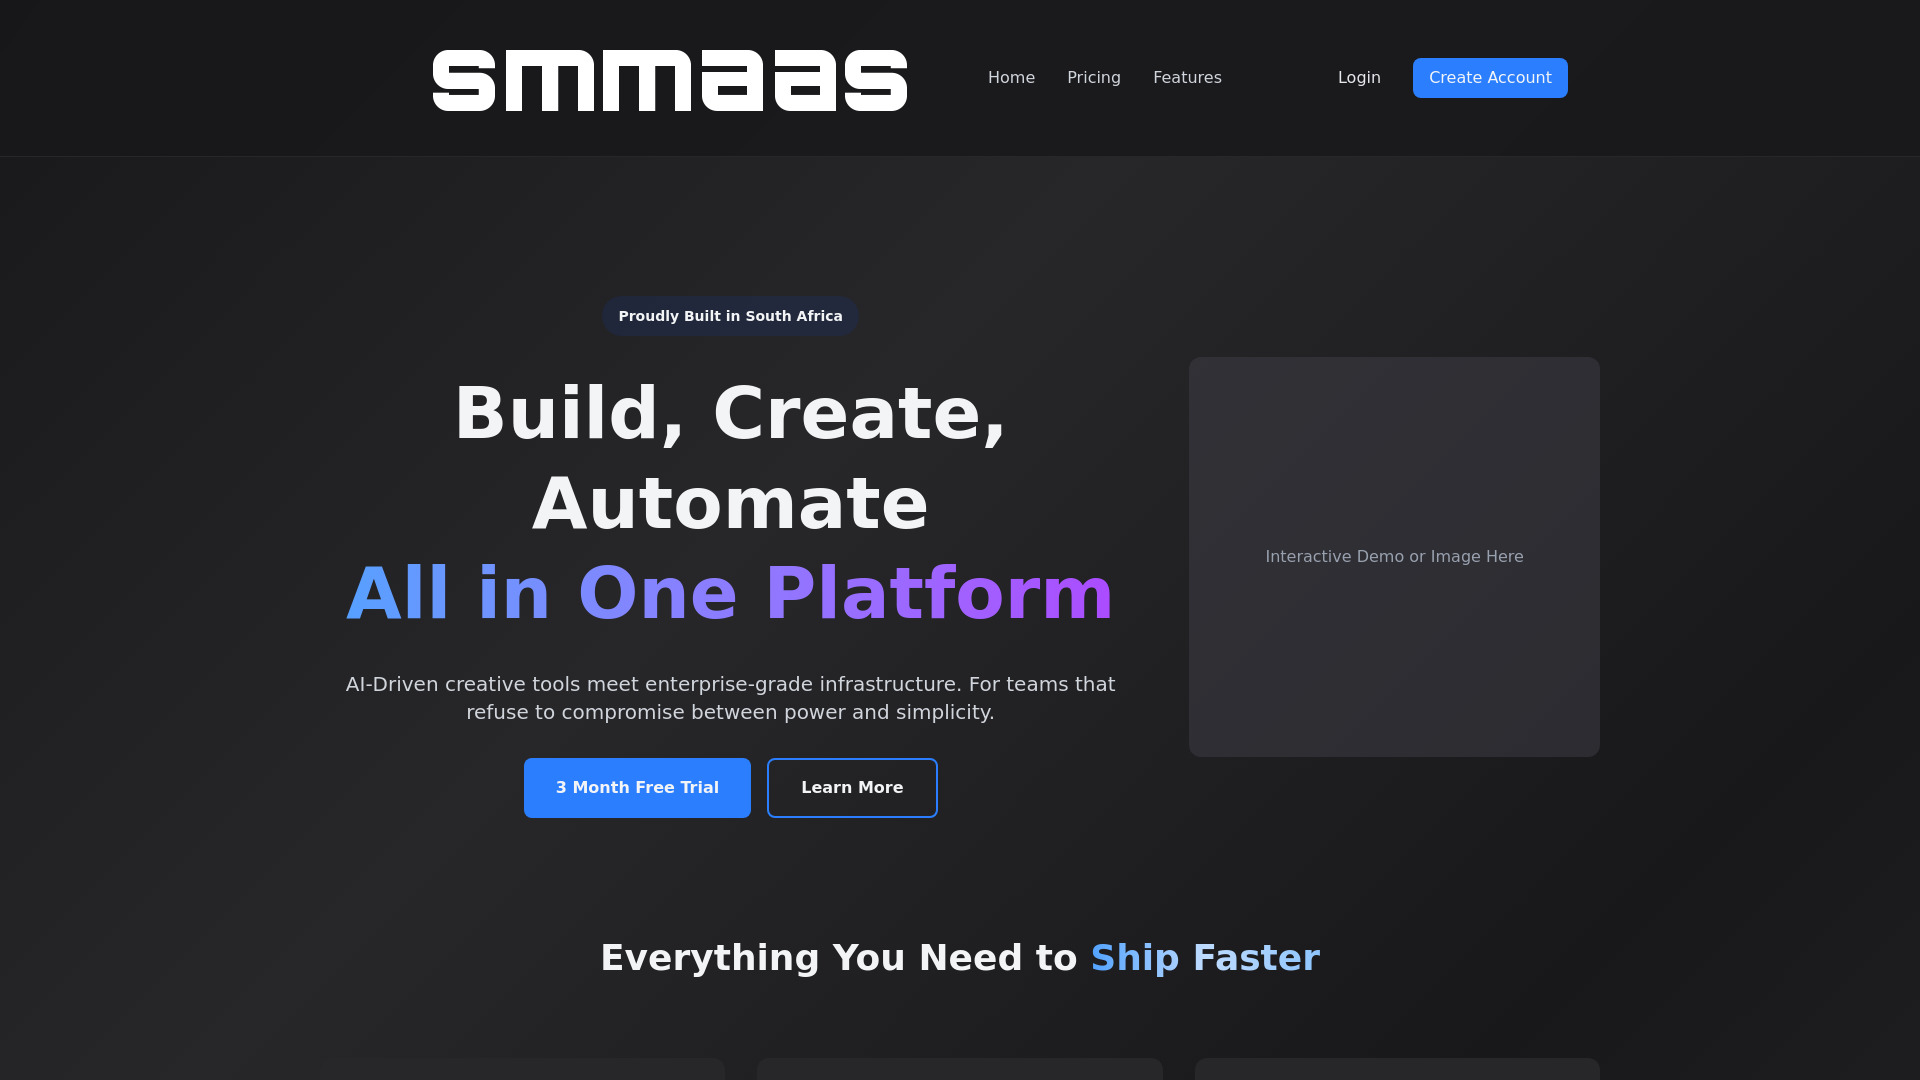 smmaas
Home Pricing Features Login Create Account
Proudly Built in South Africa
Build, Create,
Automate
All in One Platform
AI-Driven creative tools meet enterprise-grade infrastructure. For teams that
refuse to compromise between power and simplicity.
3 Month Free Trial Learn More
Interactive Demo or Image Here
Everything You Need to Ship Faster